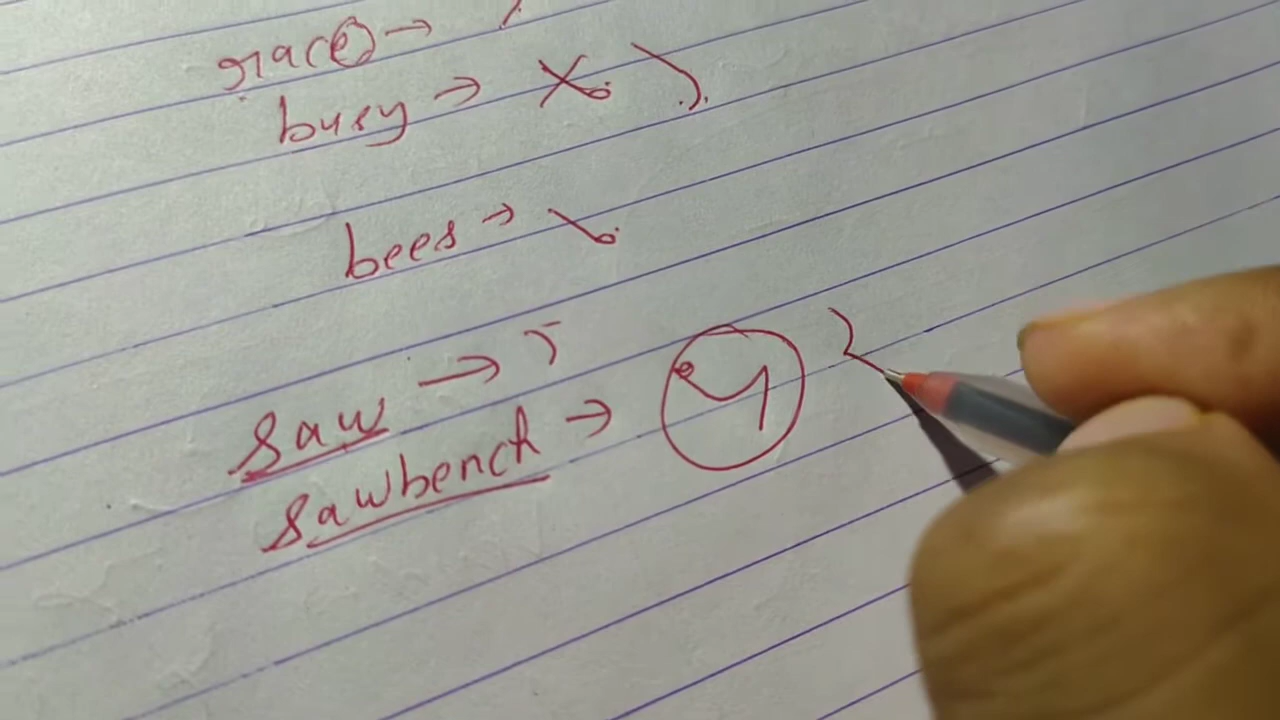 grace →
busy →
bees →
saw →
sawbench →